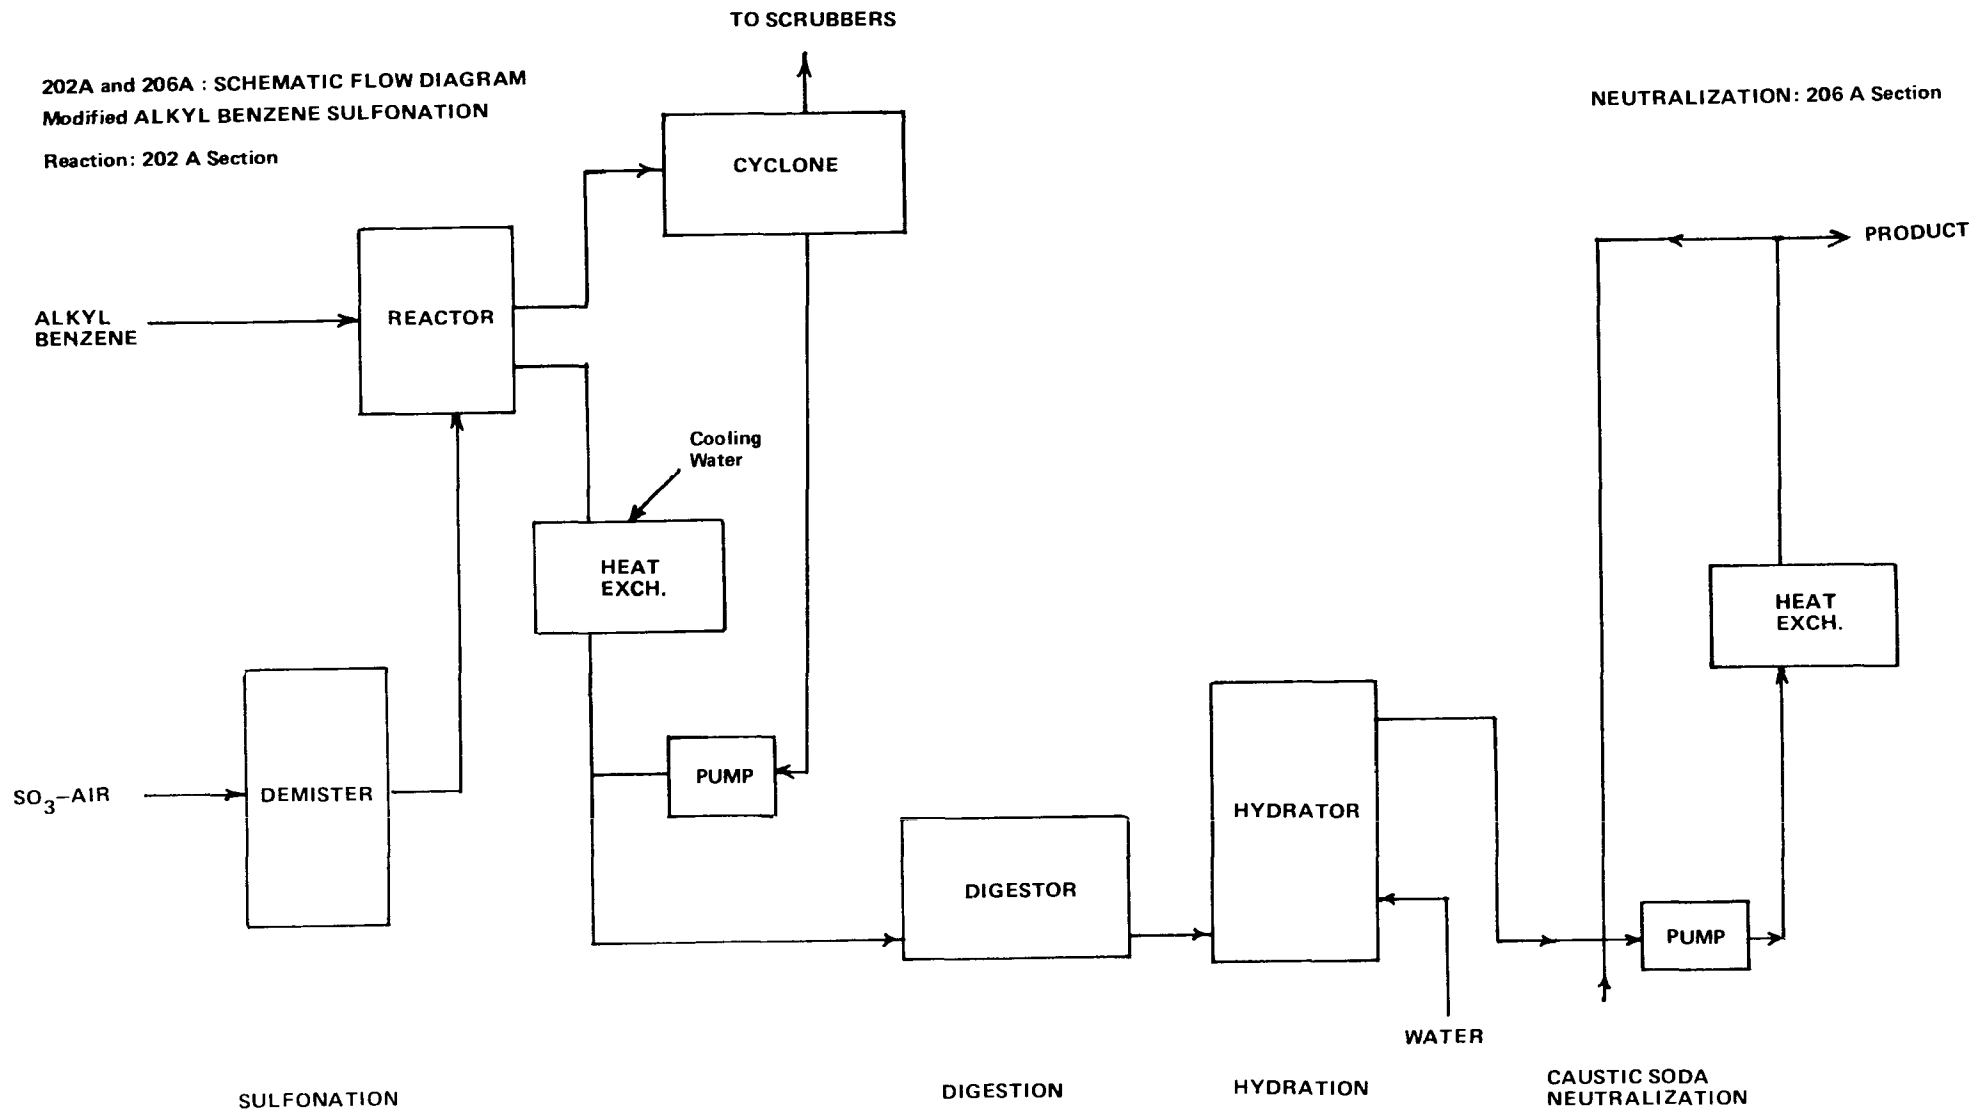 TO SCRUBBERS
202A and 206A : SCHEMATIC FLOW DIAGRAM
Modified ALKYL BENZENE SULFONATION
Reaction: 202 A Section
NEUTRALIZATION: 206 A Section
CYCLONE
PRODUCT
ALKYL
BENZENE
REACTOR
Cooling
Water
HEAT
EXCH.
HEAT
EXCH.
SO3-AIR
DEMISTER
PUMP
HYDRATOR
DIGESTOR
PUMP
WATER
SULFONATION
DIGESTION
HYDRATION
CAUSTIC SODA
NEUTRALIZATION